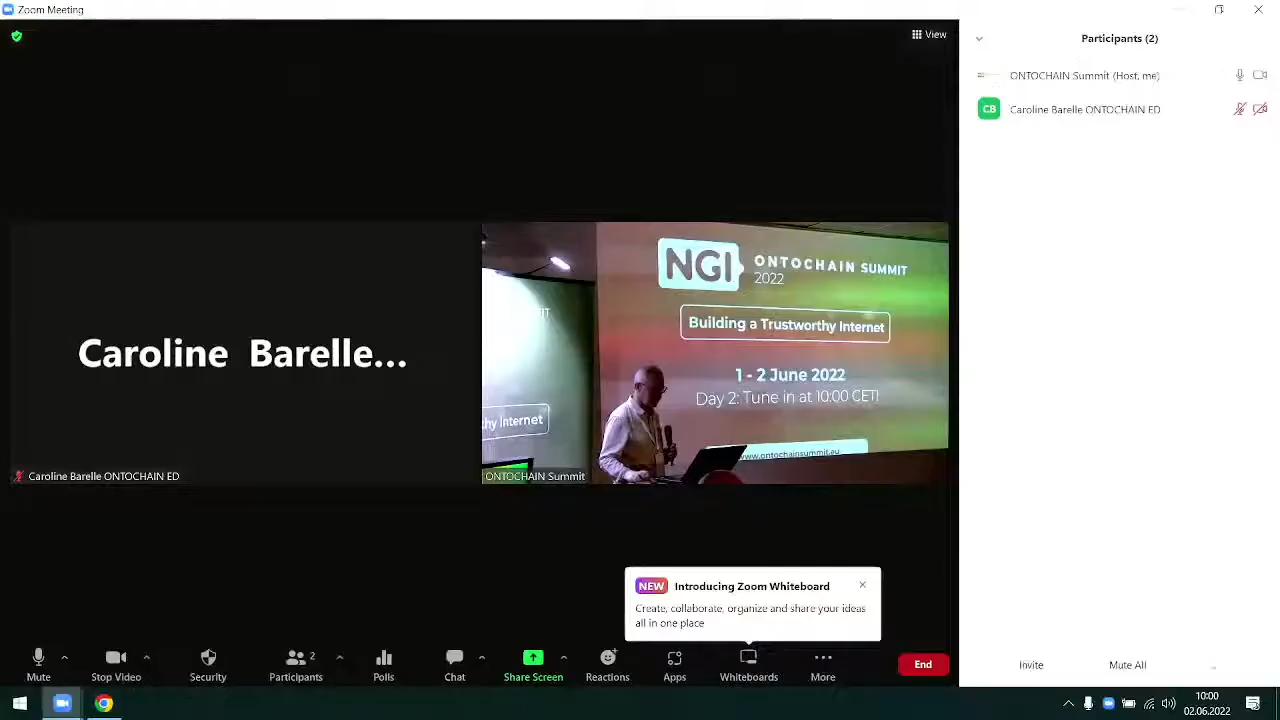 Zoom Meeting
View
Participants (2)
ONTOCHAIN Summit (Host, me)
CB
Caroline Barelle ONTOCHAIN ED
Caroline Barelle...
Caroline Barelle ONTOCHAIN ED
NGI
ONTOCHAIN SUMMIT
2022
Building a Trustworthy Internet
1 - 2 June 2022
Day 2: Tune in at 10:00 CET!
www.ontochainsummit.eu
hy Internet
ONTOCHAIN Summit
NEW
Introducing Zoom Whiteboard
Create, collaborate, organize and share your ideas
all in one place
Mute
Stop Video
Security
2
Participants
Polls
Chat
Share Screen
Reactions
Apps
Whiteboards
More
End
Invite
Mute All
10:00
02.06.2022